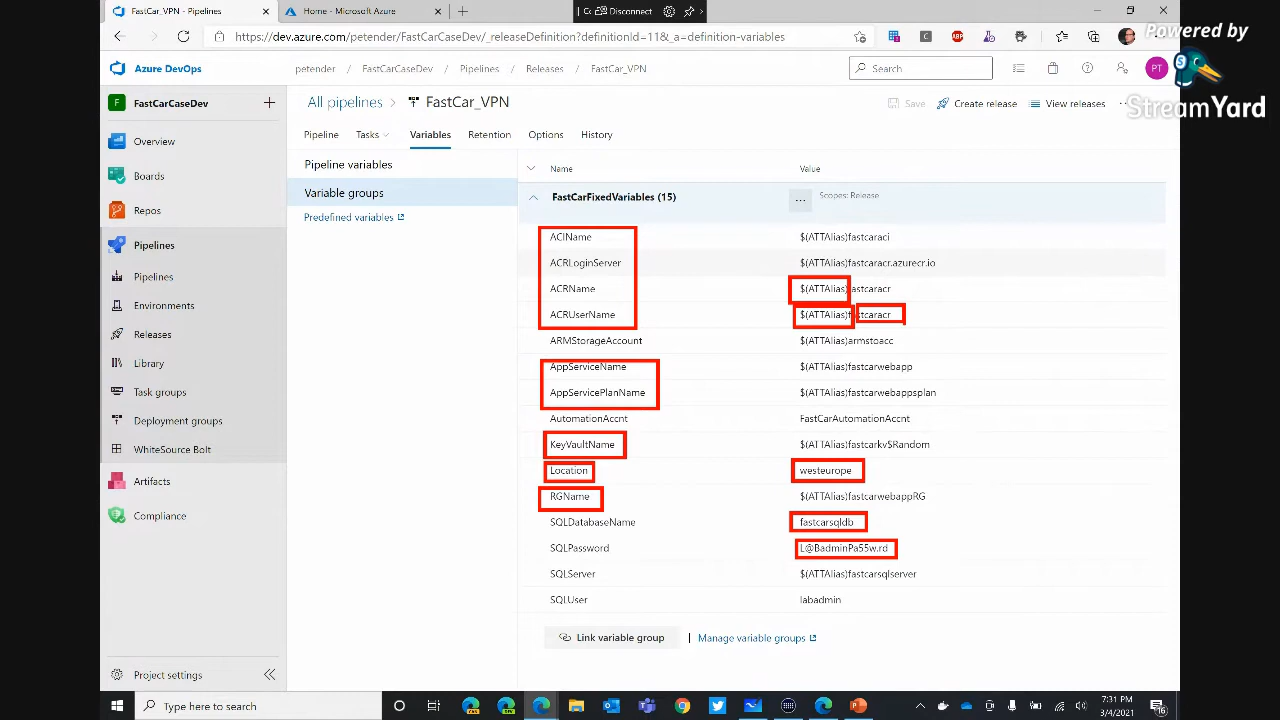 FastCar_VPN - Pipelines
Home - Microsoft Azure
Disconnect
Powered by
StreamYard
https://dev.azure.com/petender/FastCarCaseDev/_releaseDefinition?definitionId=11&_a=definition-variables
Azure DevOps
petender / FastCarCaseDev / Pipelines / Releases / FastCar_VPN
Search
PT
F FastCarCaseDev
All pipelines > FastCar_VPN
Save
Create release
View releases
Pipeline Tasks Variables Retention Options History
Overview
Boards
Repos
Pipelines
Pipelines
Environments
Releases
Library
Task groups
Deployment groups
WhiteSource Bolt
Artifacts
Compliance
Project settings
Pipeline variables
Variable groups
Predefined variables
Name Value
FastCarFixedVariables (15) ... Scopes: Release
ACIName $(ATTAlias)fastcaraci
ACRLoginServer $(ATTAlias)fastcaracr.azurecr.io
ACRName $(ATTAlias)fastcaracr
ACRUserName $(ATTAlias)fastcaracr
ARMStorageAccount $(ATTAlias)armstoacc
AppServiceName $(ATTAlias)fastcarwebapp
AppServicePlanName $(ATTAlias)fastcarwebappsplan
AutomationAccnt FastCarAutomationAccnt
KeyVaultName $(ATTAlias)fastcarkv$Random
Location westeurope
RGName $(ATTAlias)fastcarwebappRG
SQLDatabaseName fastcarsqldb
SQLPassword L@BadminPa55w.rd
SQLServer $(ATTAlias)fastcarsqlserver
SQLUser labadmin
Link variable group | Manage variable groups
Type here to search
7:31 PM
3/4/2021
16